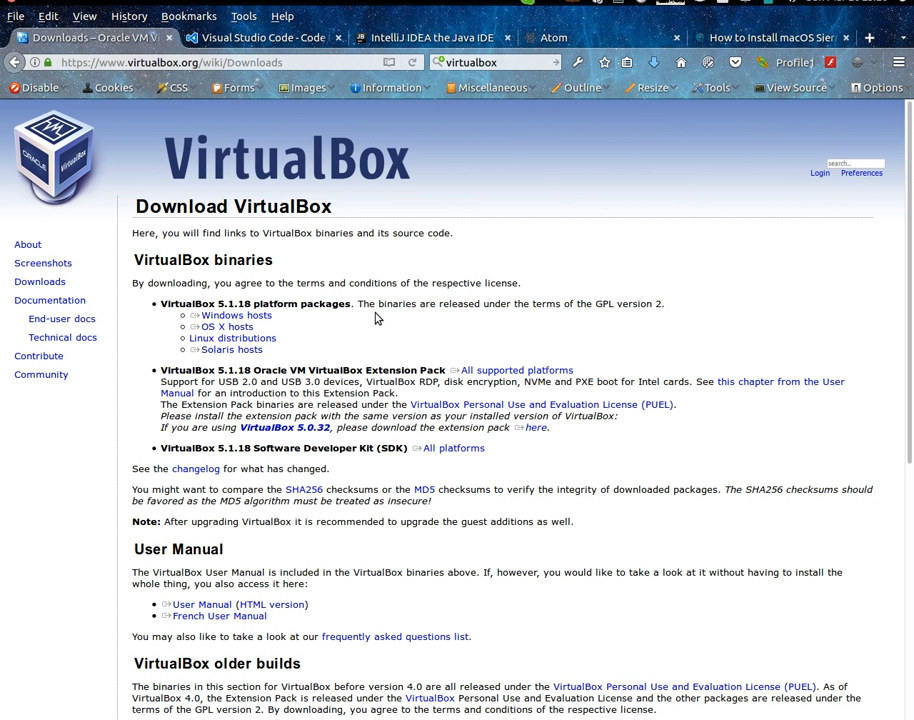 File Edit View History Bookmarks Tools Help
Downloads – Oracle VM V
Visual Studio Code - Code
IntelliJ IDEA the Java IDE
Atom
How to Install macOS Sier
https://www.virtualbox.org/wiki/Downloads
virtualbox
Profile
Disable Cookies CSS Forms Images Information Miscellaneous Outline Resize Tools View Source Options
ORACLE
VirtualBox
VirtualBox
search...
Login Preferences
Download VirtualBox
About
Screenshots
Downloads
Documentation
End-user docs
Technical docs
Contribute
Community
Here, you will find links to VirtualBox binaries and its source code.
VirtualBox binaries
By downloading, you agree to the terms and conditions of the respective license.
• VirtualBox 5.1.18 platform packages. The binaries are released under the terms of the GPL version 2.
Windows hosts
OS X hosts
Linux distributions
Solaris hosts
• VirtualBox 5.1.18 Oracle VM VirtualBox Extension Pack All supported platforms
Support for USB 2.0 and USB 3.0 devices, VirtualBox RDP, disk encryption, NVMe and PXE boot for Intel cards. See this chapter from the User
Manual for an introduction to this Extension Pack.
The Extension Pack binaries are released under the VirtualBox Personal Use and Evaluation License (PUEL).
Please install the extension pack with the same version as your installed version of VirtualBox:
If you are using VirtualBox 5.0.32, please download the extension pack here.
• VirtualBox 5.1.18 Software Developer Kit (SDK) All platforms
See the changelog for what has changed.
You might want to compare the SHA256 checksums or the MD5 checksums to verify the integrity of downloaded packages. The SHA256 checksums should
be favored as the MD5 algorithm must be treated as insecure!
Note: After upgrading VirtualBox it is recommended to upgrade the guest additions as well.
User Manual
The VirtualBox User Manual is included in the VirtualBox binaries above. If, however, you would like to take a look at it without having to install the
whole thing, you also access it here:
• User Manual (HTML version)
• French User Manual
You may also like to take a look at our frequently asked questions list.
VirtualBox older builds
The binaries in this section for VirtualBox before version 4.0 are all released under the VirtualBox Personal Use and Evaluation License (PUEL). As of
VirtualBox 4.0, the Extension Pack is released under the VirtualBox Personal Use and Evaluation License and the other packages are released under the
terms of the GPL version 2. By downloading, you agree to the terms and conditions of the respective license.